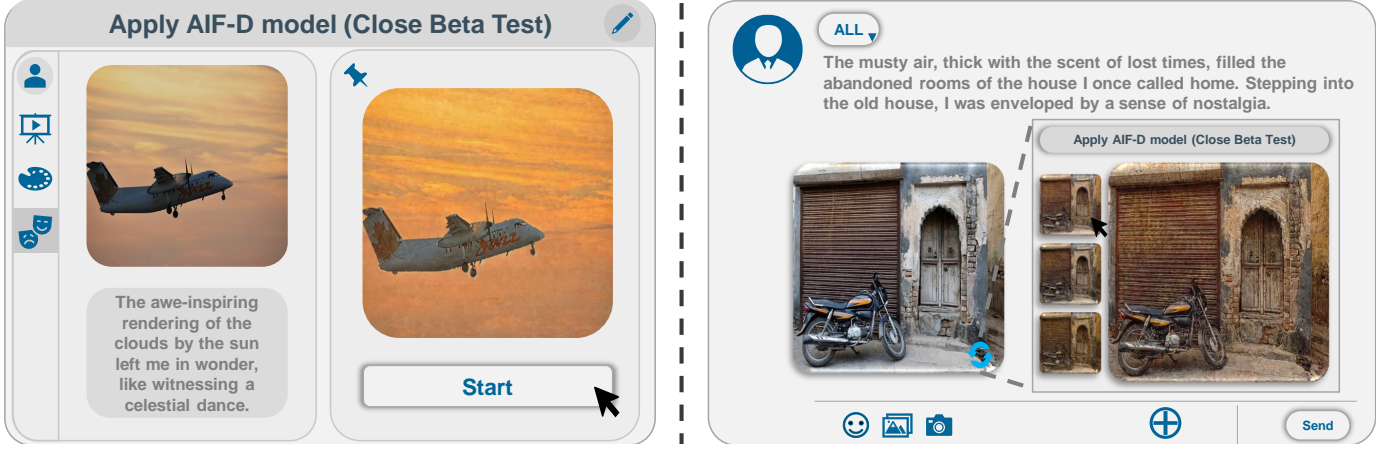 Apply AIF-D model (Close Beta Test)
The awe-inspiring
rendering of the
clouds by the sun
left me in wonder,
like witnessing a
celestial dance.
Start
ALL
The musty air, thick with the scent of lost times, filled the
abandoned rooms of the house I once called home. Stepping into
the old house, I was enveloped by a sense of nostalgia.
Apply AIF-D model (Close Beta Test)
Send